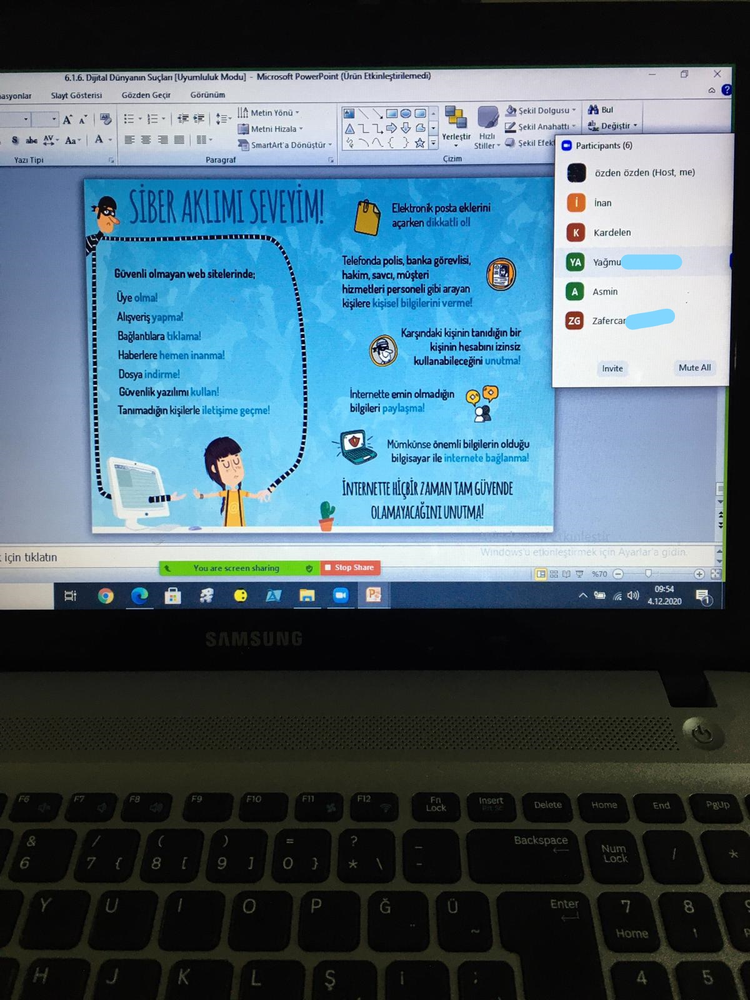 6.1.6. Dijital Dünyanın Suçları [Uyumluluk Modu] - Microsoft PowerPoint (Ürün Etkinleştirilemedi)
asyonlar Slayt Gösterisi Gözden Geçir Görünüm
Metin Yönü
Metni Hizala
SmartArt'a Dönüştür
Yerleştir
Hızlı
Stiller
Şekil Dolgusu
Şekil Anahattı
Şekil Efek
Bul
Değiştir
Yazı Tipi
Paragraf
Çizim
Participants (6)
özden özden (Host, me)
İ İnan
K Kardelen
YA Yağmu
A Asmin
ZG Zafercan
Invite Mute All
SİBER AKLIMI SEVEYİM!
Güvenli olmayan web sitelerinde;
Üye olma!
Alışveriş yapma!
Bağlantılara tıklama!
Haberlere hemen inanma!
Dosya indirme!
Güvenlik yazılımı kullan!
Tanımadığın kişilerle iletişime geçme!
Elektronik posta eklerini
açarken dikkatli ol!
Telefonda polis, banka görevlisi,
hakim, savcı, müşteri
hizmetleri personeli gibi arayan
kişilere kişisel bilgilerini verme!
Karşındaki kişinin tanıdığın bir
kişinin hesabını izinsiz
kullanabileceğini unutma!
İnternette emin olmadığın
bilgileri paylaşma!
Mümkünse önemli bilgilerin olduğu
bilgisayar ile internete bağlanma!
İNTERNETTE HİÇBİR ZAMAN TAM GÜVENDE
OLAMAYACAĞINI UNUTMA!
için tıklatın
Windows'u etkinleştirmek için Ayarlar'a gidin.
You are screen sharing Stop Share
%70
09:54
4.12.2020
1
SAMSUNG
F6 F7 F8 F9 F10 F11 F12 Fn Lock Insert Prt Sc Delete Home End PgUp
& 6 / 7 { ( 8 [ ) 9 ] = 0 } ? * \ _ - Backspace Num Lock / *
Y U I O P Ğ ¨ Ü ~ Enter 7 Home 8
H J K L Ş İ ; 4 5